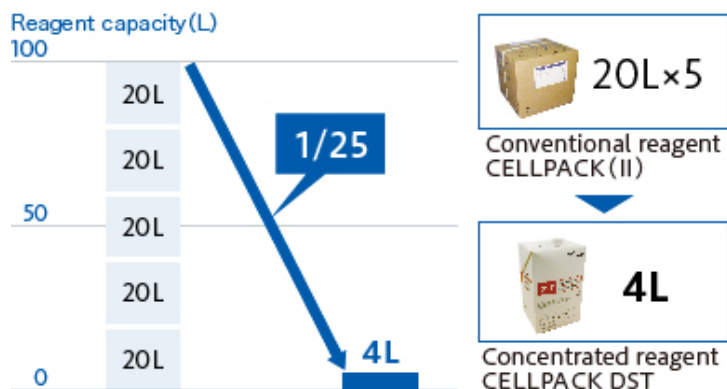 Reagent capacity(L)
100
20L
20L
1/25
50
20L
20L
20L
4L
0
20L×5
Conventional reagent
CELLPACK(II)
4L
Concentrated reagent
CELLPACK DST